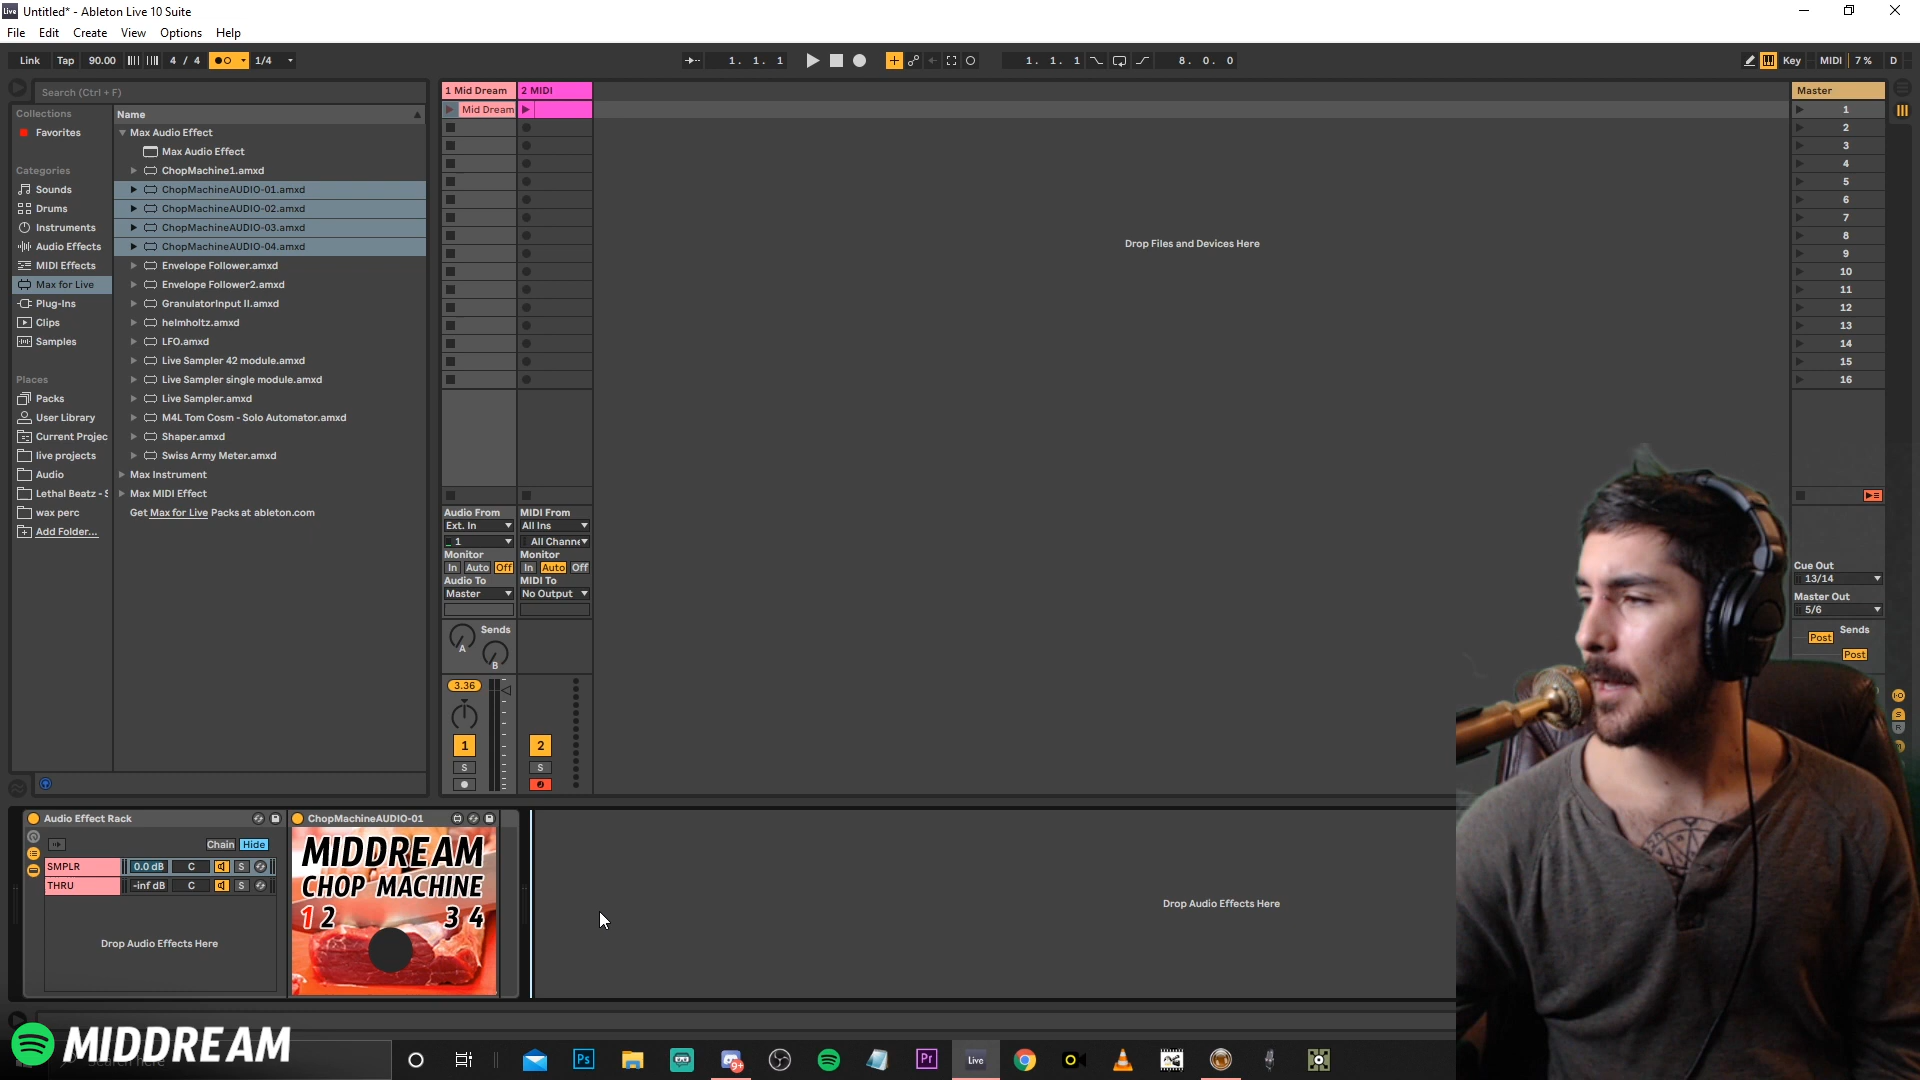 Untitled* - Ableton Live 10 Suite
File Edit Create View Options Help
Link Tap 90.00 4 / 4 1/4 1. 1. 1 1. 1. 1 8. 0. 0 Key MIDI 7 % D
Search (Ctrl + F)
Collections
Favorites
Categories
Sounds
Drums
Instruments
Audio Effects
MIDI Effects
Max for Live
Plug-Ins
Clips
Samples
Places
Packs
User Library
Current Projec
live projects
Audio
Lethal Beatz - S
wax perc
Add Folder...
Name
Max Audio Effect
Max Audio Effect
ChopMachine1.amxd
ChopMachineAUDIO-01.amxd
ChopMachineAUDIO-02.amxd
ChopMachineAUDIO-03.amxd
ChopMachineAUDIO-04.amxd
Envelope Follower.amxd
Envelope Follower2.amxd
GranulatorInput II.amxd
helmholtz.amxd
LFO.amxd
Live Sampler 42 module.amxd
Live Sampler single module.amxd
Live Sampler.amxd
M4L Tom Cosm - Solo Automator.amxd
Shaper.amxd
Swiss Army Meter.amxd
Max Instrument
Max MIDI Effect
Get Max for Live Packs at ableton.com
1 Mid Dream 2 MIDI
Mid Dream
Drop Files and Devices Here
Master
1
2
3
4
5
6
7
8
9
10
11
12
13
14
15
16
Audio From MIDI From
Ext. In All Ins
1 All Channe
Monitor Monitor
In Auto Off In Auto Off
Audio To MIDI To
Master No Output
Sends
A
B
3.36
1 2
S S
Cue Out
13/14
Master Out
5/6
Sends
Post
Post
S
R
Audio Effect Rack
Chain Hide
SMPLR 0.0 dB C S
THRU -inf dB C S
Drop Audio Effects Here
ChopMachineAUDIO-01
MIDDREAM
CHOP MACHINE
1 2 3 4
Drop Audio Effects Here
MIDDREAM
Ps 9+ Pr Live